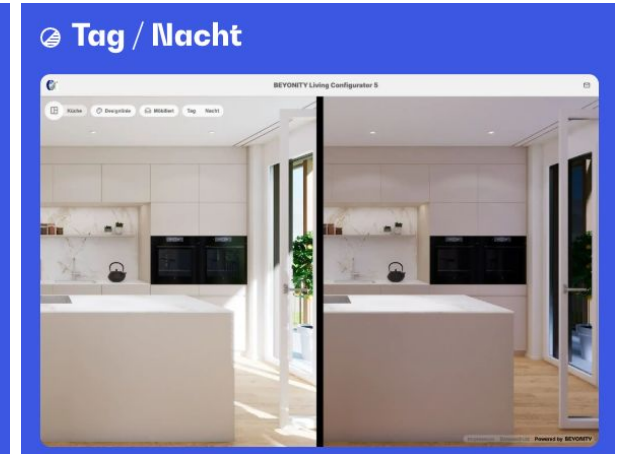 Tag / Nacht
BEYONITY Living Configurator 5
Küche Designlinie Möbliert Tag Nacht
Powered by BEYONITY